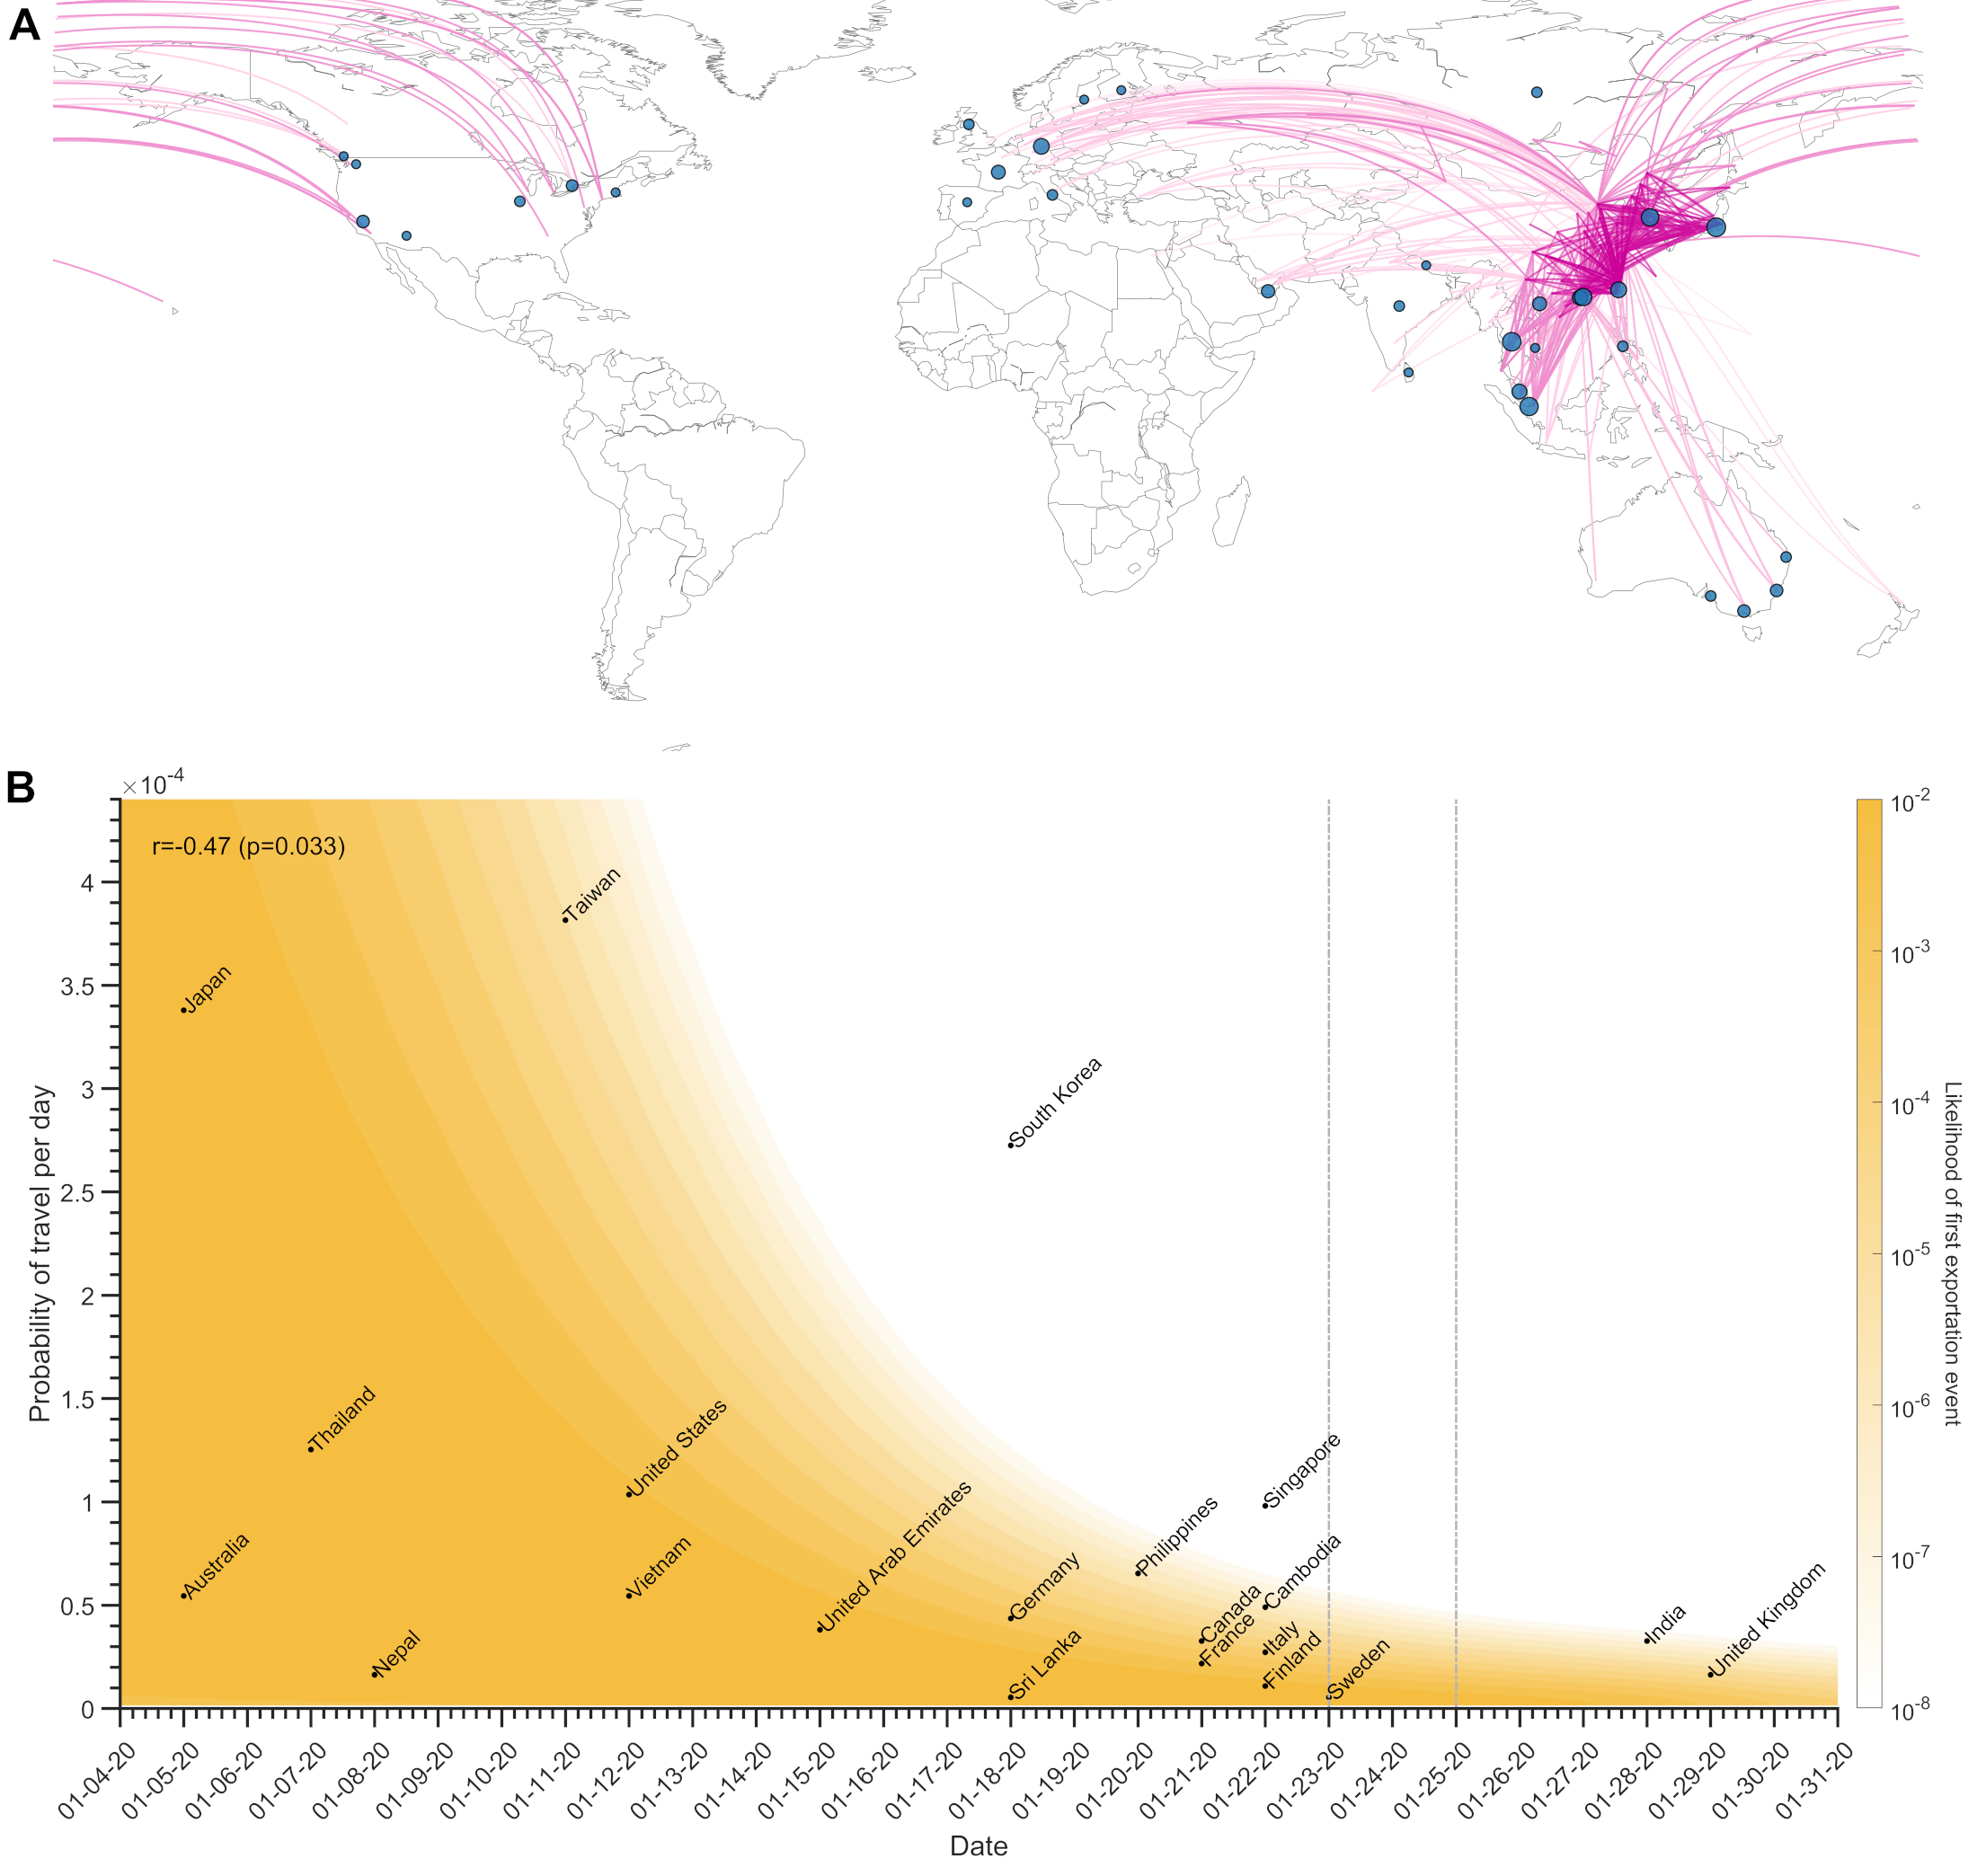 A
B
×10-4
r=-0.47 (p=0.033)
4
3.5
3
2.5
2
1.5
1
0.5
0
Probability of travel per day
Taiwan
Japan
South Korea
Thailand
United States
Singapore
Australia
Vietnam
United Arab Emirates
Germany
Philippines
Cambodia
Canada
France
Italy
Finland
India
United Kingdom
Nepal
Sri Lanka
Sweden
01-04-20
01-05-20
01-06-20
01-07-20
01-08-20
01-09-20
01-10-20
01-11-20
01-12-20
01-13-20
01-14-20
01-15-20
01-16-20
01-17-20
01-18-20
01-19-20
01-20-20
01-21-20
01-22-20
01-23-20
01-24-20
01-25-20
01-26-20
01-27-20
01-28-20
01-29-20
01-30-20
01-31-20
Date
10-2
10-3
10-4
10-5
10-6
10-7
10-8
Likelihood of first exportation event